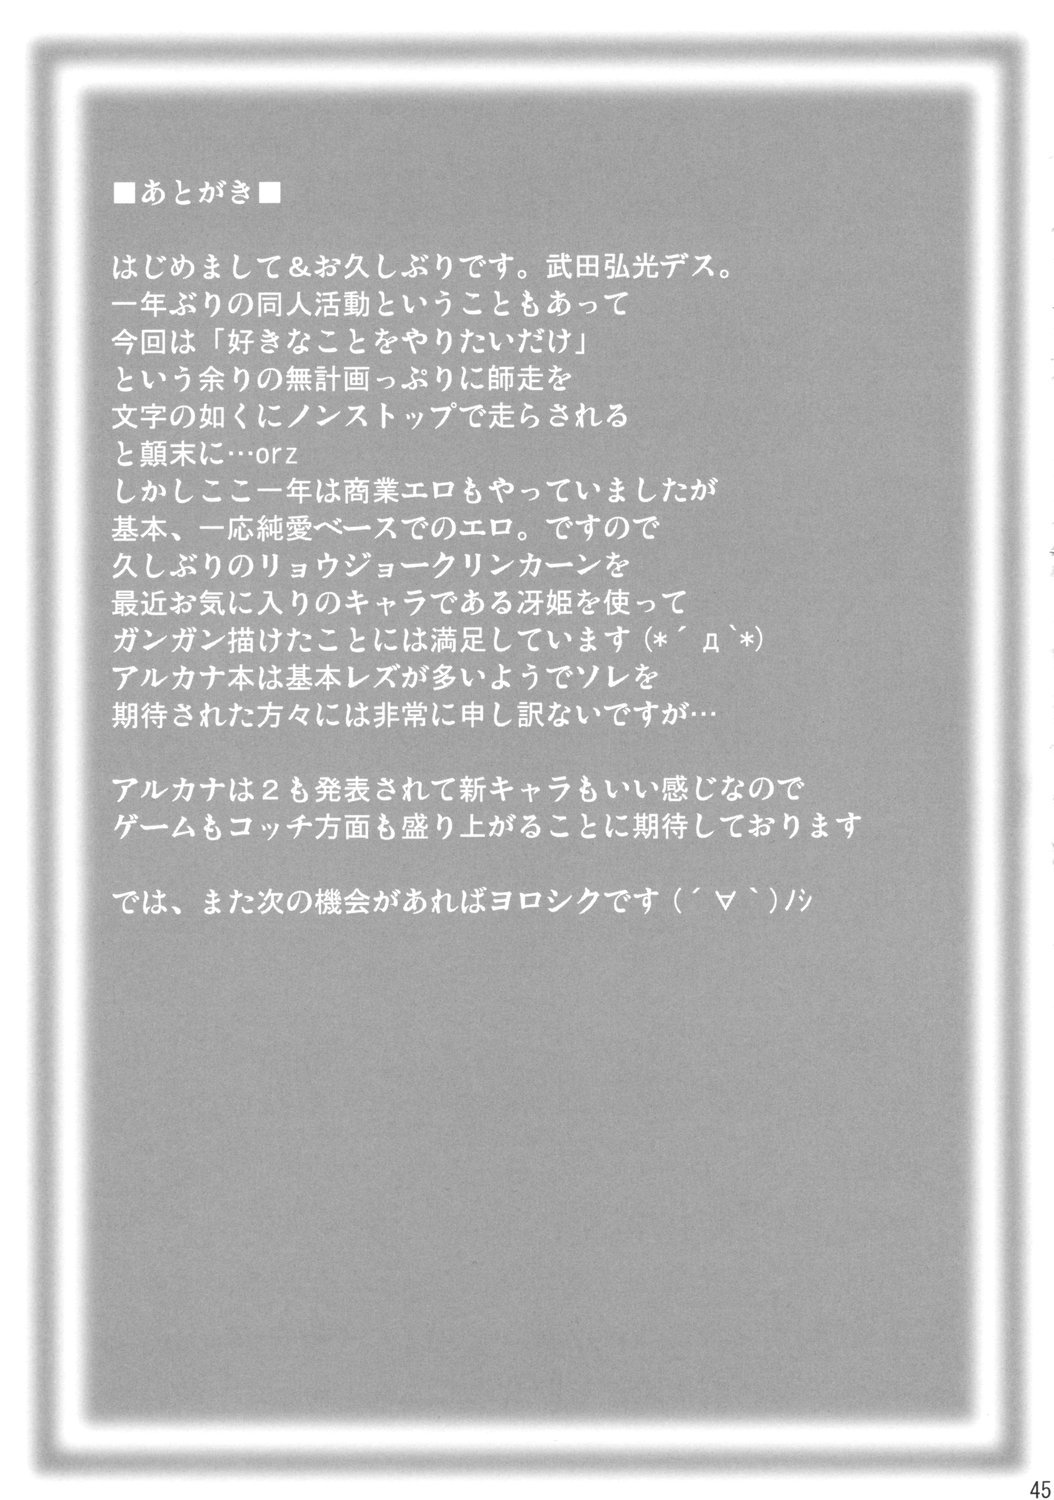 ■あとがき■
はじめまして＆お久しぶりです。武田弘光デス。
一年ぶりの同人活動ということもあって
今回は「好きなことをやりたいだけ」
という余りの無計画っぷりに師走を
文字の如くにノンストップで走らされる
と顛末に…orz
しかしここ一年は商業エロもやっていましたが
基本、一応純愛ベースでのエロ。ですので
久しぶりのリョウジョークリンカーンを
最近お気に入りのキャラである冴姫を使って
ガンガン描けたことには満足しています(*´д`*)
アルカナ本は基本レズが多いようでソレを
期待された方々には非常に申し訳ないですが…
アルカナは２も発表されて新キャラもいい感じなので
ゲームもコッチ方面も盛り上がることに期待しております
では、また次の機会があればヨロシクです(´∀`)ﾉｼ
45